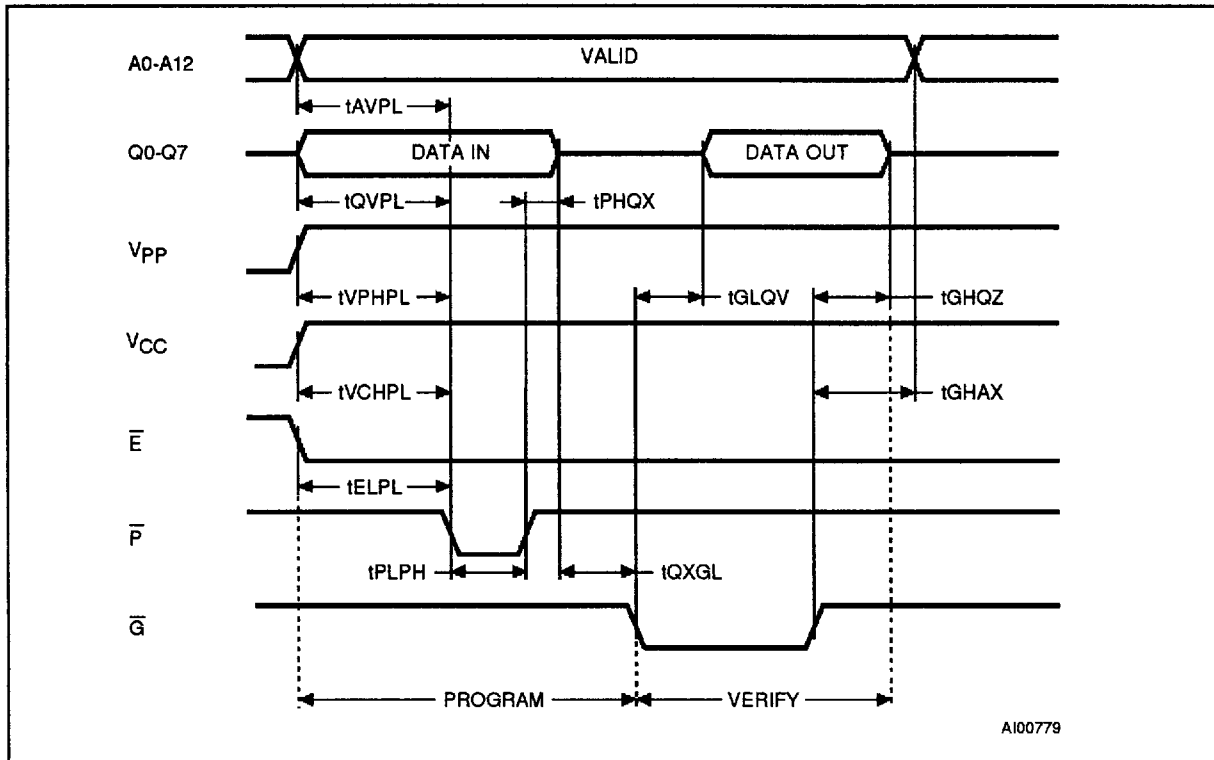 A0-A12
VALID
tAVPL
Q0-Q7
DATA IN
DATA OUT
tQVPL
tPHQX
VPP
tVPHPL
tGLQV
tGHQZ
VCC
tVCHPL
tGHAX
E̅
tELPL
P̅
tPLPH
tQXGL
G̅
PROGRAM
VERIFY
AI00779